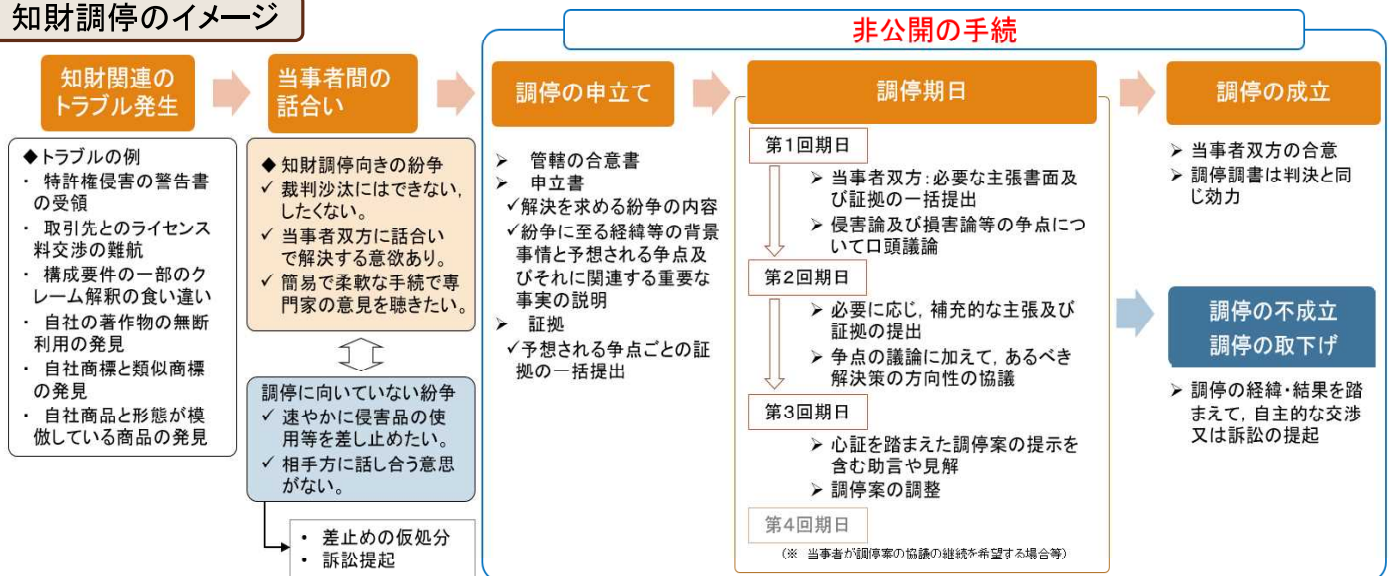 知財調停のイメージ
非公開の手続
知財関連の
トラブル発生
◆トラブルの例
・ 特許権侵害の警告書
の受領
・ 取引先とのライセンス
料交渉の難航
・ 構成要件の一部のク
レーム解釈の食い違い
・ 自社の著作物の無断
利用の発見
・ 自社商標と類似商標
の発見
・ 自社商品と形態が模
倣している商品の発見
当事者間の
話合い
◆ 知財調停向きの紛争
✓ 裁判沙汰にはできない,
したくない。
✓ 当事者双方に話合い
で解決する意欲あり。
✓ 簡易で柔軟な手続で専
門家の意見を聴きたい。
調停に向いていない紛争
✓ 速やかに侵害品の使
用等を差し止めたい。
✓ 相手方に話し合う意思
がない。
・ 差止めの仮処分
・ 訴訟提起
調停の申立て
➢ 管轄の合意書
➢ 申立書
✓解決を求める紛争の内容
✓紛争に至る経緯等の背景
事情と予想される争点及
びそれに関連する重要な
事実の説明
➢ 証拠
✓予想される争点ごとの証
拠の一括提出
調停期日
第1回期日
➢ 当事者双方:必要な主張書面及
び証拠の一括提出
➢ 侵害論及び損害論等の争点につ
いて口頭議論
第2回期日
➢ 必要に応じ, 補充的な主張及び
証拠の提出
➢ 争点の議論に加えて, あるべき
解決策の方向性の協議
第3回期日
➢ 心証を踏まえた調停案の提示を
含む助言や見解
➢ 調停案の調整
第4回期日
(※ 当事者が調停案の協議の継続を希望する場合等)
調停の成立
➢ 当事者双方の合意
➢ 調停調書は判決と同
じ効力
調停の不成立
調停の取下げ
➢ 調停の経緯・結果を踏
まえて, 自主的な交渉
又は訴訟の提起